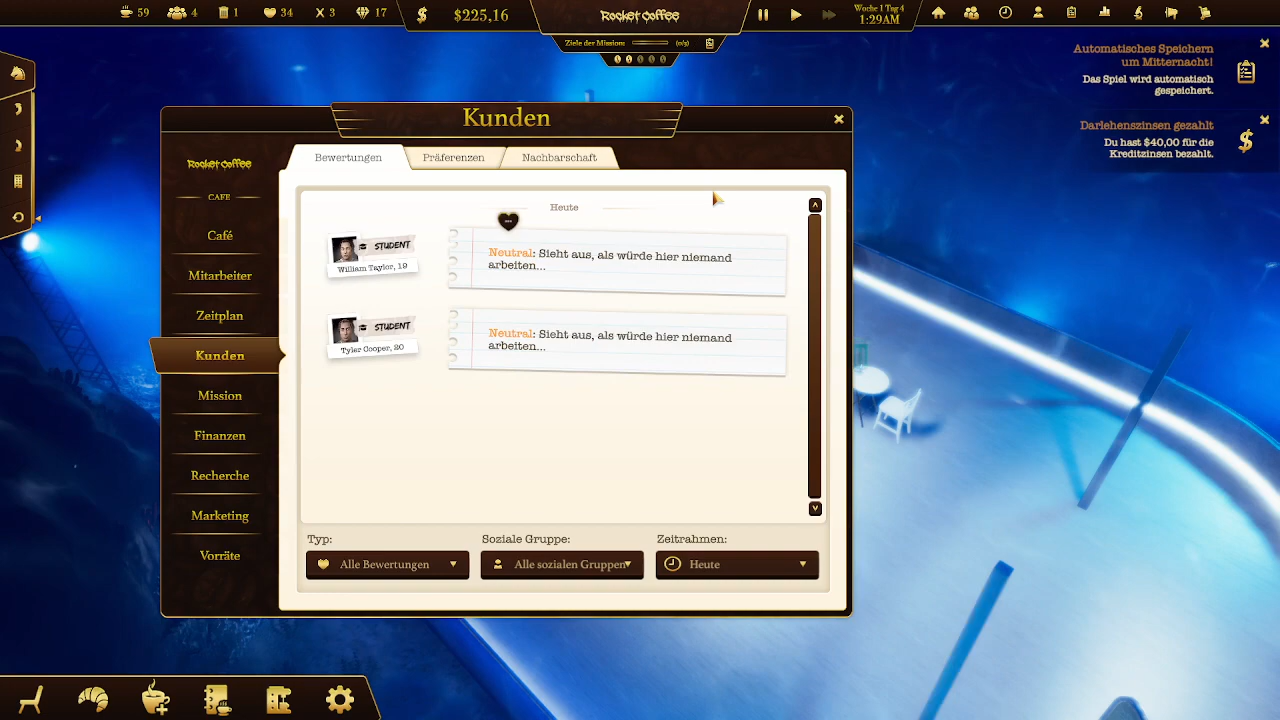 59
4
1
34
3
17
$225,16
Rocket Coffee
Woche 1 Tag 4
1:29AM
Ziele der Mission:
(0/3)
Automatisches Speichern
um Mitternacht!
Das Spiel wird automatisch
gespeichert.
Darlehenszinsen gezahlt
Du hast $40,00 für die
Kreditzinsen bezahlt.
Kunden
Rocket Coffee
CAFE
Café
Mitarbeiter
Zeitplan
Kunden
Mission
Finanzen
Recherche
Marketing
Vorräte
Bewertungen
Präferenzen
Nachbarschaft
Heute
STUDENT
William Taylor, 19
Neutral: Sieht aus, als würde hier niemand
arbeiten...
STUDENT
Tyler Cooper, 20
Neutral: Sieht aus, als würde hier niemand
arbeiten...
Typ:
Soziale Gruppe:
Zeitrahmen:
Alle Bewertungen
Alle sozialen Gruppen
Heute